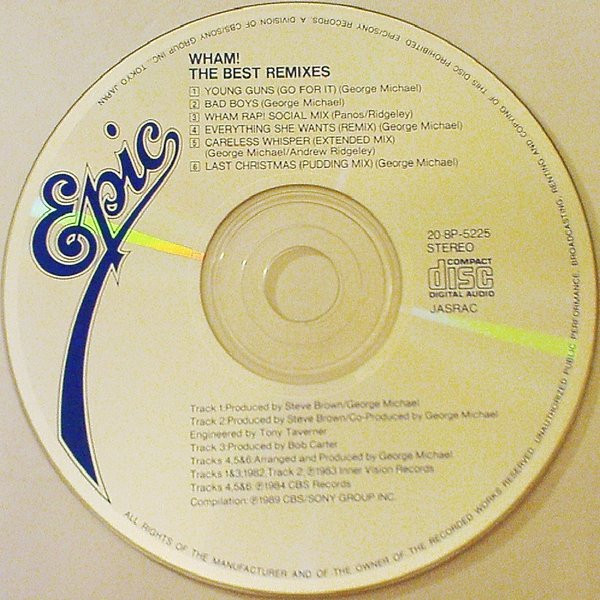 WHAM!
THE BEST REMIXES
1 YOUNG GUNS (GO FOR IT) (George Michael)
2 BAD BOYS (George Michael)
3 WHAM RAP! SOCIAL MIX (Panos/Ridgeley)
4 EVERYTHING SHE WANTS (REMIX) (George Michael)
5 CARELESS WHISPER (EXTENDED MIX)
(George Michael/Andrew Ridgeley)
6 LAST CHRISTMAS (PUDDING MIX) (George Michael)
Epic
20·8P-5225
STEREO
COMPACT
disc
DIGITAL AUDIO
JASRAC
Track 1:Produced by Steve Brown/George Michael
Track 2:Produced by Steve Brown/Co-Produced by George Michael
Engineered by Tony Taverner
Track 3:Produced by Bob Carter
Tracks 4,5&6:Arranged and Produced by George Michael
Tracks 1&3;1982, Track 2; ℗1983 Inner Vision Records
Tracks 4,5&6 ℗1984 CBS Records
Compilation: ℗1989 CBS/SONY GROUP INC.
ALL RIGHTS OF THE MANUFACTURER AND OF THE OWNER OF THE RECORDED WORKS RESERVED. UNAUTHORIZED PUBLIC PERFORMANCE, BROADCASTING, RENTING AND COPYING OF THIS DISC PROHIBITED. EPIC/SONY RECORDS, A DIVISION OF CBS/SONY GROUP INC., TOKYO, JAPAN